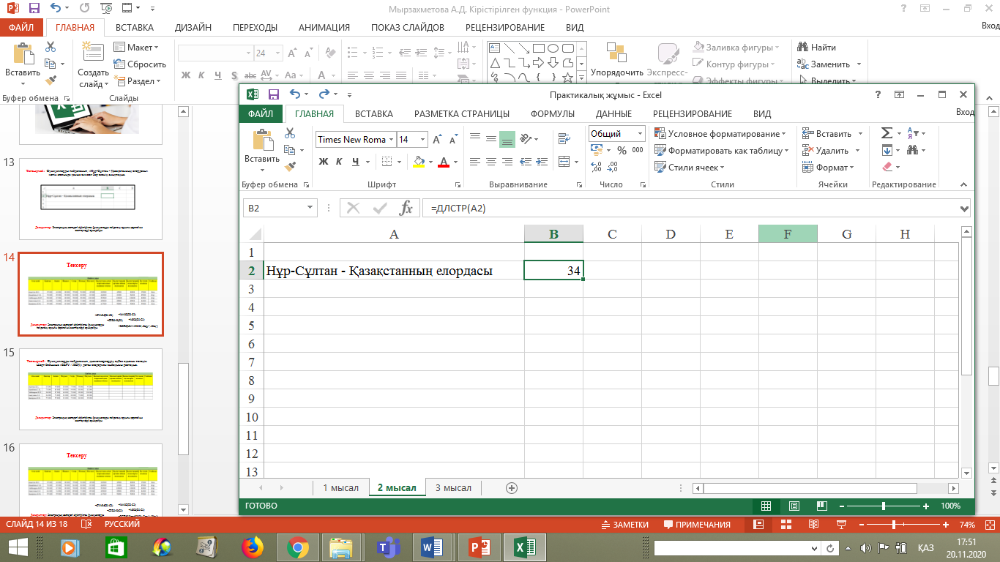 Мырзахметова А.Д. Кірістірілген функция - PowerPoint
ФАЙЛ ГЛАВНАЯ ВСТАВКА ДИЗАЙН ПЕРЕХОДЫ АНИМАЦИЯ ПОКАЗ СЛАЙДОВ РЕЦЕНЗИРОВАНИЕ ВИД Вход
Вставить
Создать слайд
Макет
Сбросить
Раздел
24
Ж К Ч S abc AV Aa А
Упорядочить
Экспресс-
Заливка фигуры
Контур фигуры
Эффекты фигуры
Найти
Заменить
Выделить
Буфер обмена Слайды
Практикалық жұмыс - Excel
ФАЙЛ ГЛАВНАЯ ВСТАВКА РАЗМЕТКА СТРАНИЦЫ ФОРМУЛЫ ДАННЫЕ РЕЦЕНЗИРОВАНИЕ ВИД Вход
Вставить
Times New Roma 14
Ж К Ч
Общий
% 000
Условное форматирование
Форматировать как таблицу
Стили ячеек
Вставить
Удалить
Формат
Буфер обмена Шрифт Выравнивание Число Стили Ячейки Редактирование
B2 fx =ДЛСТР(A2)
A B C D E F G H
1
2 Нұр-Сұлтан - Қазақстанның елордасы 34
3
4
5
6
7
8
9
10
11
12
13
1 мысал 2 мысал 3 мысал
ГОТОВО 100%
13
14
Тексеру
15
16
Тексеру
СЛАЙД 14 ИЗ 18 РУССКИЙ ЗАМЕТКИ ПРИМЕЧАНИЯ 74%
ҚАЗ
17:51
20.11.2020